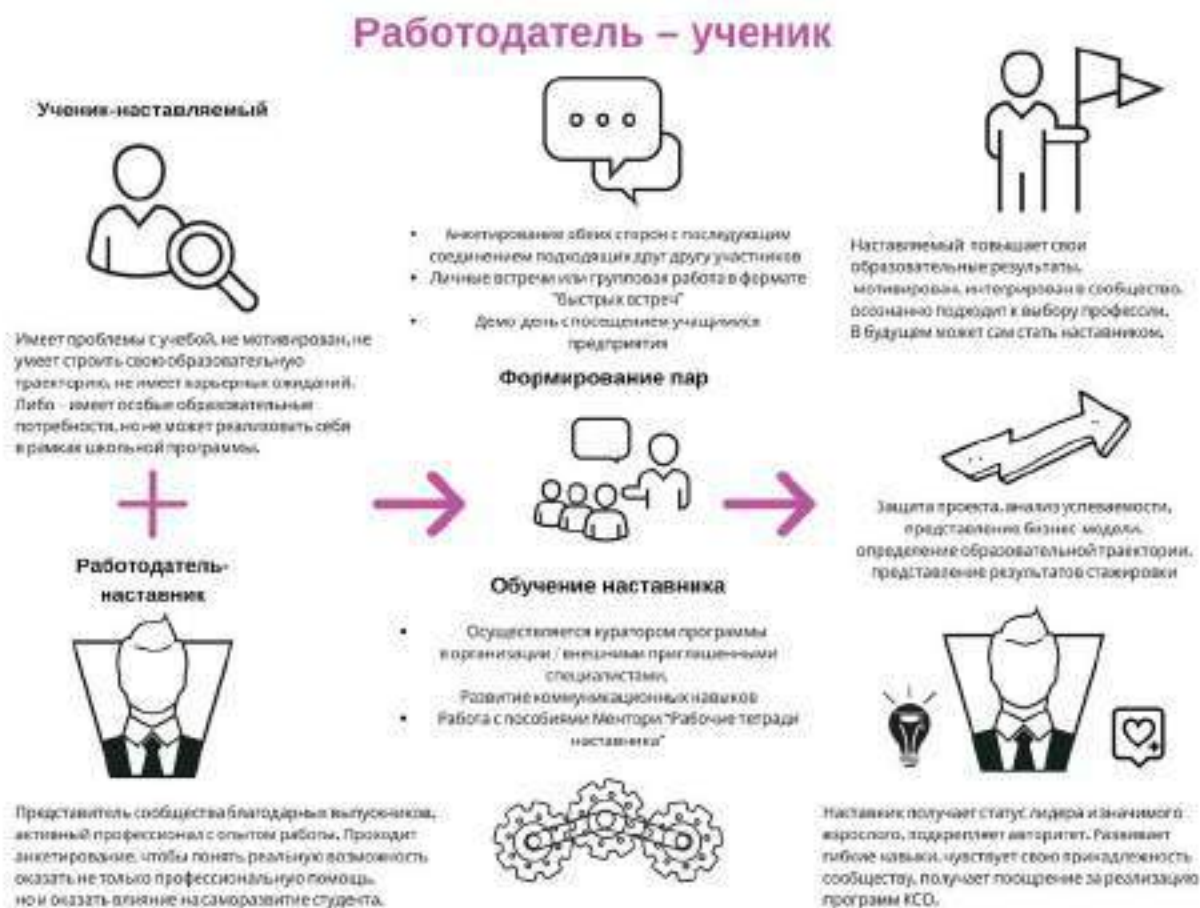 Работодатель – ученик
Ученик-наставляемый
Имеет проблемы с учебой, не мотивирован, не
умеет строить свою образовательную
траекторию, не имеет карьерных ожиданий.
Либо - имеет особые образовательные
потребности, но не может реализовать себя
в рамках школьной программы.
Работодатель-
наставник
Представитель сообщества благодарных выпускников,
активный профессионал с опытом работы. Проходит
анкетирование, чтобы понять реальную возможность
оказать не только профессиональную помощь,
но и оказать влияние на саморазвитие студента.
• Анкетирование обеих сторон с последующим
соединением подходящих друг другу участников
• Личные встречи или групповая работа в формате
"быстрых встреч"
• Демо-день с посещением учащимися
предприятия
Формирование пар
Обучение наставника
• Осуществляется куратором программы
в организации / внешними приглашенными
специалистами.
Развитие коммуникационных навыков
• Работа с пособиями Ментори "Рабочие тетради
наставника"
Наставляемый повышает свои
образовательные результаты,
мотивирован, интегрирован в сообщество,
осознанно подходит к выбору профессии.
В будущем может сам стать наставником.
Защита проекта, анализ успеваемости,
представление бизнес-модели,
определение образовательной траектории,
представление результатов стажировки
Наставник получает статус лидера и значимого
взрослого, подкрепляет авторитет. Развивает
гибкие навыки, чувствует свою принадлежность
сообществу, получает поощрение за реализацию
программ КСО.